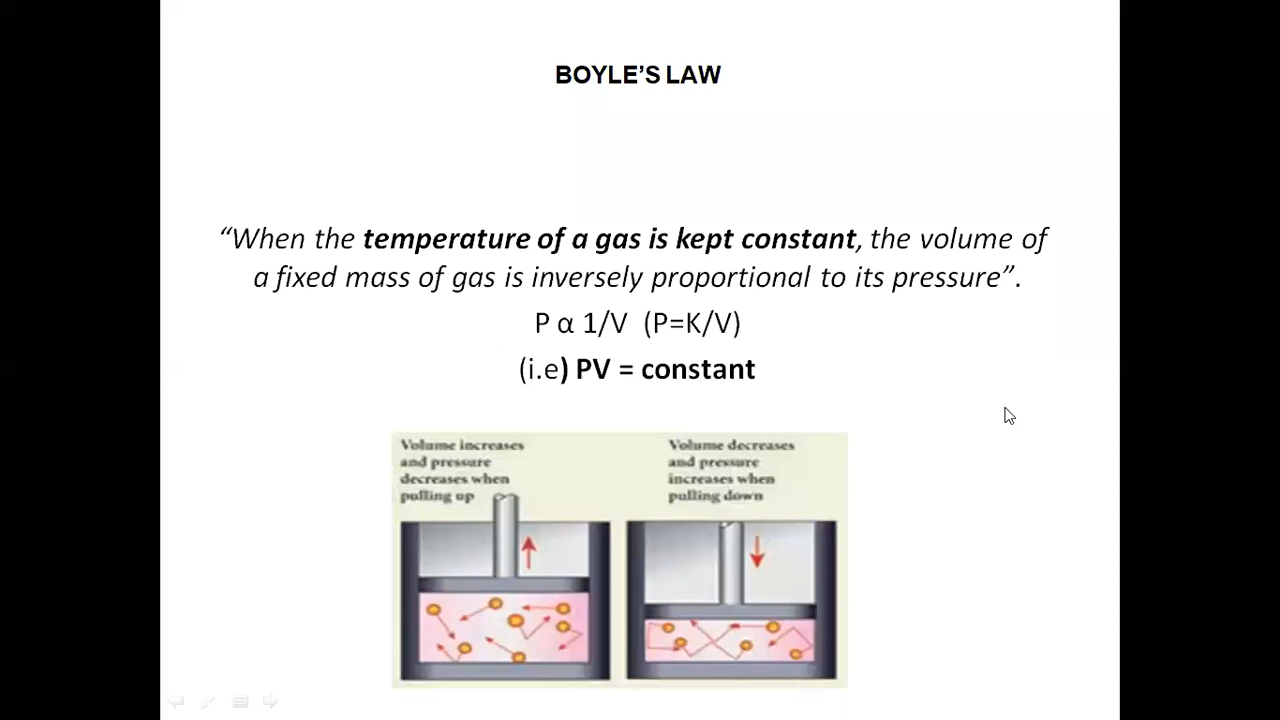 BOYLE’S LAW
“When the temperature of a gas is kept constant, the volume of
a fixed mass of gas is inversely proportional to its pressure”.
P α 1/V (P=K/V)
(i.e) PV = constant
Volume increases
and pressure
decreases when
pulling up
Volume decreases
and pressure
increases when
pulling down